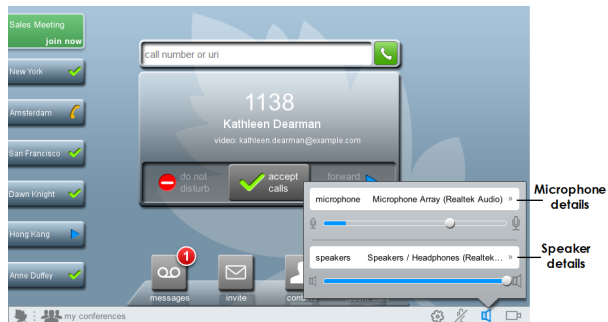 Sales Meeting
join now
New York
Amsterdam
San Francisco
Dawn Knight
Hong Kong
Anne Duffey
call number or uri
1138
Kathleen Dearman
video: kathleen.dearman@example.com
do not
disturb
accept
calls
forward
microphone Microphone Array (Realtek Audio) »
speakers Speakers / Headphones (Realtek... »
Microphone
details
Speaker
details
1
messages
invite
my conferences